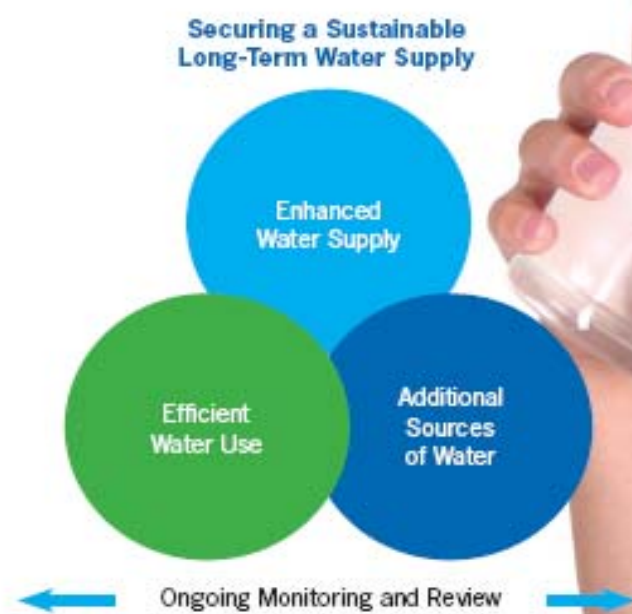 Securing a Sustainable
Long-Term Water Supply
Enhanced
Water Supply
Efficient
Water Use
Additional
Sources
of Water
Ongoing Monitoring and Review